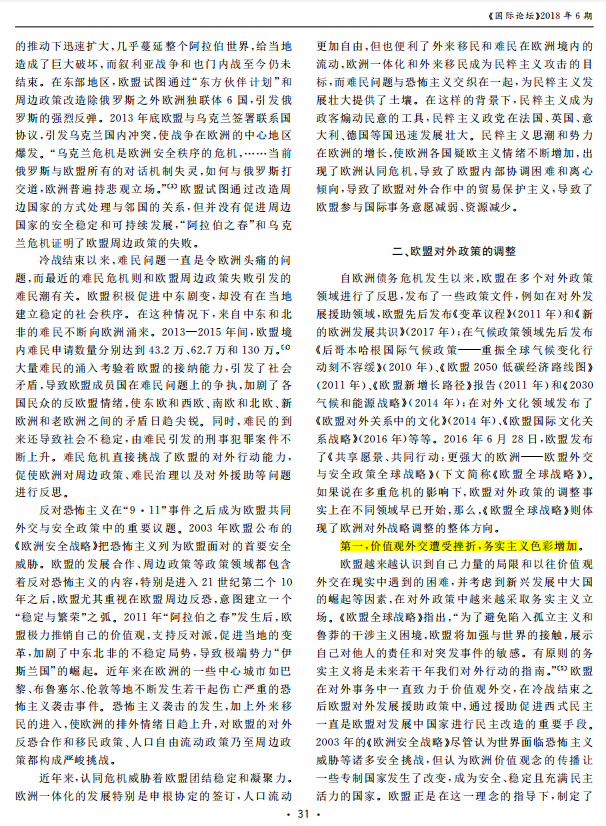 《国际论坛》2018 年 6 期
的推动下迅速扩大,几乎蔓延整个阿拉伯世界,给当地
造成了巨大破坏,而叙利亚战争和也门内战至今仍未
结束。在东部地区,欧盟试图通过“东方伙伴计划”和
周边政策改造除俄罗斯之外欧洲独联体 6 国,引发俄
罗斯的强烈反弹。2013 年底欧盟与乌克兰签署联系国
协议,引发乌克兰国内冲突,使战争在欧洲的中心地区
爆发。“乌克兰危机是欧洲安全秩序的危机,……当前
俄罗斯与欧盟所有的对话机制失灵,如何与俄罗斯打
交道,欧洲普遍持悲观立场。”〔3〕欧盟试图通过改造周
边国家的方式处理与邻国的关系,但并没有促进周边
国家的安全稳定和可持续发展,“阿拉伯之春”和乌克
兰危机证明了欧盟周边政策的失败。
冷战结束以来,难民问题一直是令欧洲头痛的问
题,而最近的难民危机则和欧盟周边政策失败引发的
难民潮有关。欧盟积极促进中东剧变,却没有在当地
建立稳定的社会秩序。在这种情况下,来自中东和北
非的难民不断向欧洲涌来。2013—2015 年间,欧盟境
内难民申请数量分别达到 43.2 万、62.7 万和 130 万。〔4〕
大量难民的涌入考验着欧盟的接纳能力,引发了社会
矛盾,导致欧盟成员国在难民问题上的争执,加剧了各
国民众的反欧盟情绪,使东欧和西欧、南欧和北欧、新
欧洲和老欧洲之间的矛盾日趋尖锐。同时,难民的到
来还导致社会不稳定,由难民引发的刑事犯罪案件不
断上升。难民危机直接挑战了欧盟的对外行动能力,
促使欧洲对周边政策、难民治理以及对外援助等问题
进行反思。
反对恐怖主义在“9·11”事件之后成为欧盟共同
外交与安全政策中的重要议题。2003 年欧盟公布的
《欧洲安全战略》把恐怖主义列为欧盟面对的首要安全
威胁。欧盟的发展合作、周边政策等政策领域都包含
着反对恐怖主义的内容,特别是进入 21 世纪第二个 10
年之后,欧盟尤其重视在欧盟周边反恐,意图建立一个
“稳定与繁荣”之弧。2011 年“阿拉伯之春”发生后,欧
盟极力推销自己的价值观,支持反对派,促进当地的变
革,加剧了中东北非的不稳定局势,导致极端势力“伊
斯兰国”的崛起。近年来在欧洲的一些中心城市如巴
黎、布鲁塞尔、伦敦等地不断发生若干起伤亡严重的恐
怖主义袭击事件。恐怖主义袭击的发生,加上外来移
民的进入,使欧洲的排外情绪日趋上升,对欧盟的对外
反恐合作和移民政策、人口自由流动政策乃至周边政
策都构成严峻挑战。
近年来,认同危机威胁着欧盟团结稳定和凝聚力。
欧洲一体化的发展特别是申根协定的签订,人口流动
更加自由,但也便利了外来移民和难民在欧洲境内的
流动,欧洲一体化和外来移民成为民粹主义攻击的目
标,而难民问题与恐怖主义交织在一起,为民粹主义发
展壮大提供了土壤。在这样的背景下,民粹主义成为
政客煽动民意的工具,民粹主义政党在法国、英国、意
大利、德国等国迅速发展壮大。民粹主义思潮和势力
在欧洲的增长,使欧洲各国疑欧主义情绪不断增加,出
现了欧洲认同危机,导致了欧盟内部协调困难和离心
倾向,导致了欧盟对外合作中的贸易保护主义,导致了
欧盟参与国际事务意愿减弱、资源减少。
二、欧盟对外政策的调整
自欧洲债务危机发生以来,欧盟在多个对外政策
领域进行了反思,发布了一些政策文件,例如在对外发
展援助领域,欧盟先后发布《变革议程》(2011 年)和《新
的欧洲发展共识》(2017 年);在气候政策领域先后发布
《后哥本哈根国际气候政策——重振全球气候变化行
动刻不容缓》(2010 年)、《欧盟 2050 低碳经济路线图》
(2011 年)、《欧盟新增长路径》报告(2011 年)和《2030
气候和能源战略》(2014 年);在对外文化领域发布了
《欧盟对外关系中的文化》(2014 年)、《欧盟国际文化关
系战略》(2016 年)等等。2016 年 6 月 28 日,欧盟发布
了《共享愿景、共同行动:更强大的欧洲——欧盟外交
与安全政策全球战略》(下文简称《欧盟全球战略》)。
如果说在多重危机的影响下,欧盟对外政策的调整事
实上在不同领域早已开始,那么,《欧盟全球战略》则体
现了欧洲对外战略调整的整体方向。
第一,价值观外交遭受挫折,务实主义色彩增加。
欧盟越来越认识到自己力量的局限和以往价值观
外交在现实中遇到的困难,并考虑到新兴发展中大国
的崛起等因素,在对外政策中越来越采取务实主义立
场。《欧盟全球战略》指出,“为了避免陷入孤立主义和
鲁莽的干涉主义困境,欧盟将加强与世界的接触,展示
自己对他人的责任和对突发事件的敏感。有原则的务
实主义将是未来若干年我们对外行动的指南。”〔5〕欧盟
在对外事务中一直致力于价值观外交,在冷战结束之
后欧盟对外发展援助政策中,通过援助促进西式民主
一直是欧盟对发展中国家进行民主改造的重要手段。
2003 年的《欧洲安全战略》尽管认为世界面临恐怖主义
威胁等诸多安全挑战,但认为欧洲价值观念的传播让
一些专制国家发生了改变,成为安全、稳定且充满民主
活力的国家。欧盟正是在这一理念的指导下,制定了
· 31 ·